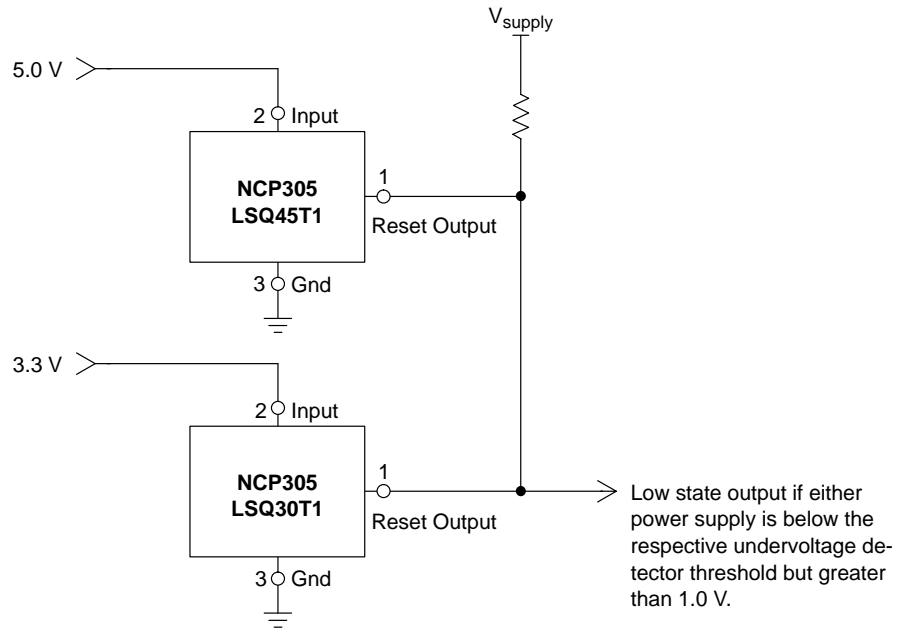 V supply
5.0 V
2 Input
NCP305
LSQ45T1
1
Reset Output
3 Gnd
3.3 V
2 Input
NCP305
LSQ30T1
1
Reset Output
3 Gnd
Low state output if either
power supply is below the
respective undervoltage de-
tector threshold but greater
than 1.0 V.